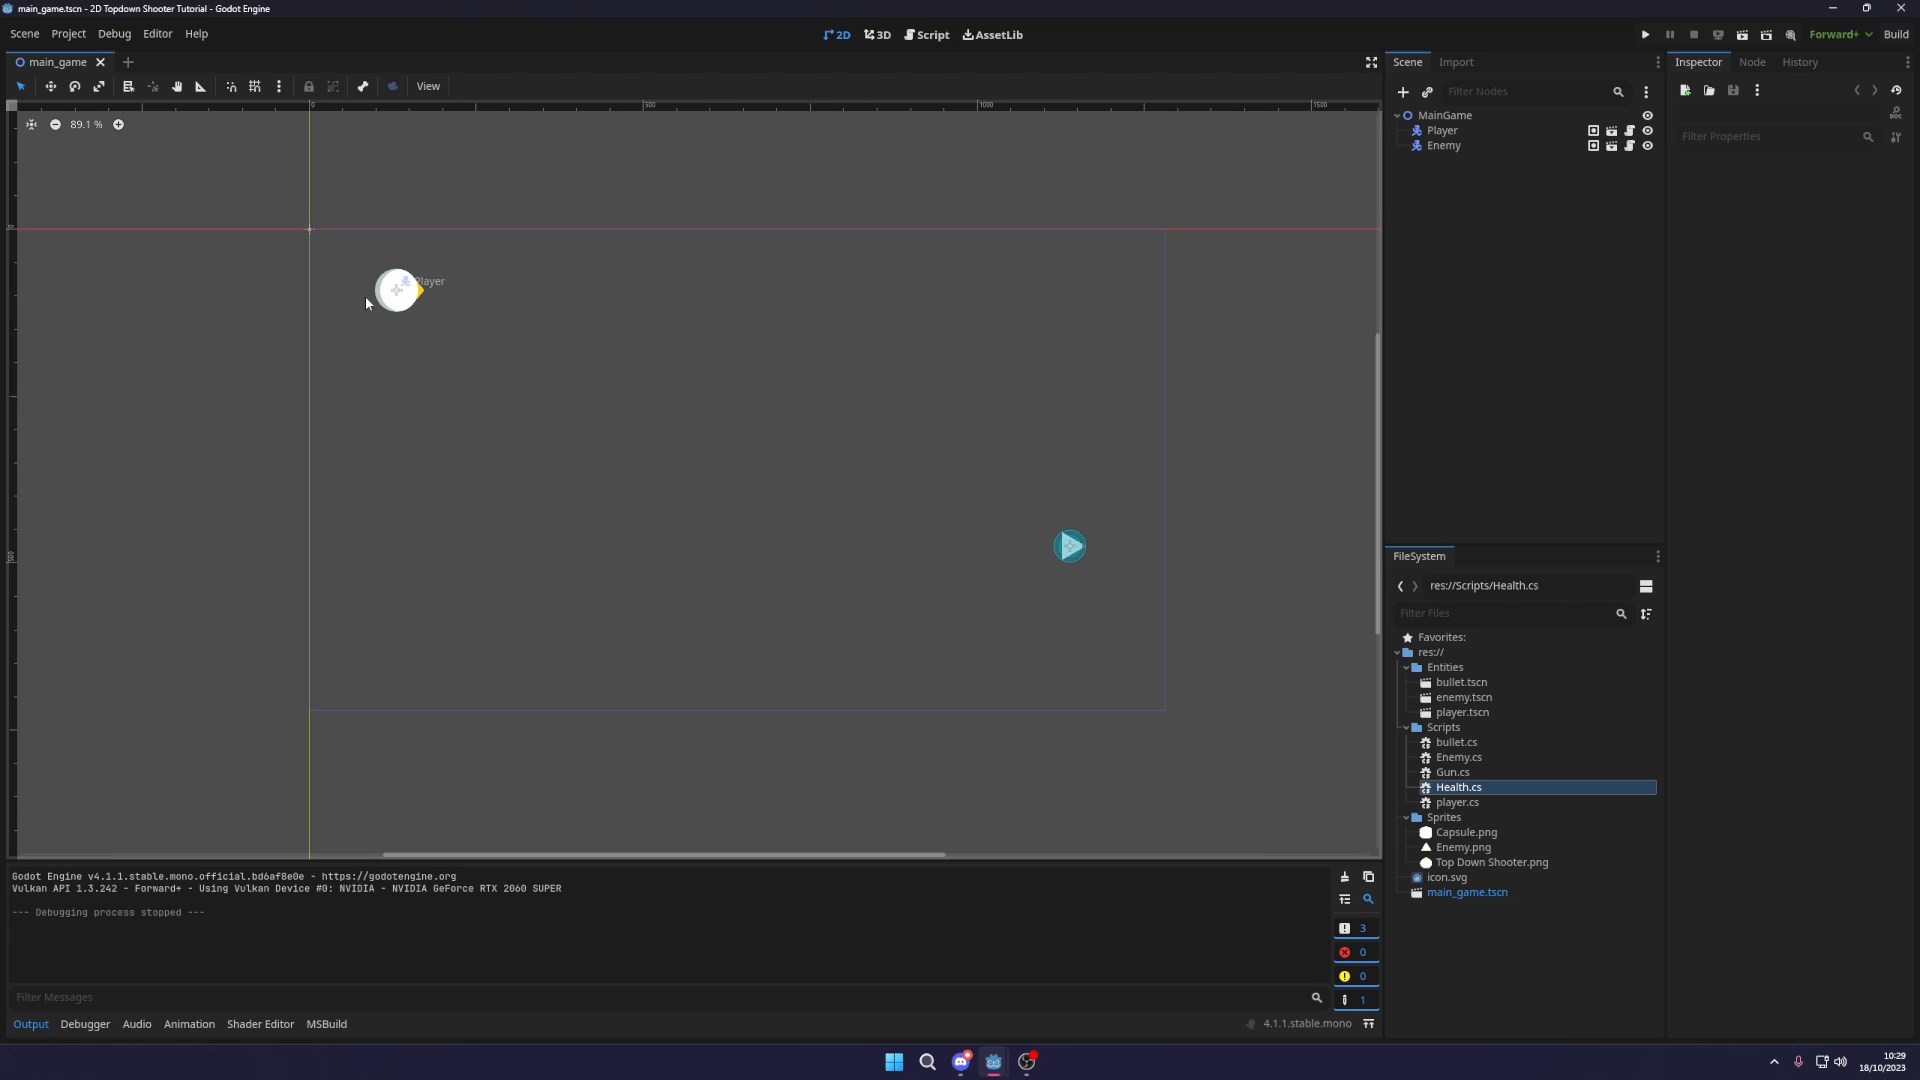 main_game.tscn - 2D Topdown Shooter Tutorial - Godot Engine
Scene Project Debug Editor Help
2D 3D Script AssetLib
Forward+ Build
main_game
View
0 500 1000 1500
89.1 %
0
500
Player
Scene Import
Filter Nodes
MainGame
Player
Enemy
Inspector Node History
DOC
Filter Properties
FileSystem
res://Scripts/Health.cs
Filter Files
Favorites:
res://
Entities
bullet.tscn
enemy.tscn
player.tscn
Scripts
bullet.cs
Enemy.cs
Gun.cs
Health.cs
player.cs
Sprites
Capsule.png
Enemy.png
Top Down Shooter.png
icon.svg
main_game.tscn
Godot Engine v4.1.1.stable.mono.official.bd6af8e0e - https://godotengine.org
Vulkan API 1.3.242 - Forward+ - Using Vulkan Device #0: NVIDIA - NVIDIA GeForce RTX 2060 SUPER
--- Debugging process stopped ---
3
0
0
1
Filter Messages
Output Debugger Audio Animation Shader Editor MSBuild
4.1.1.stable.mono
10:29
18/10/2023